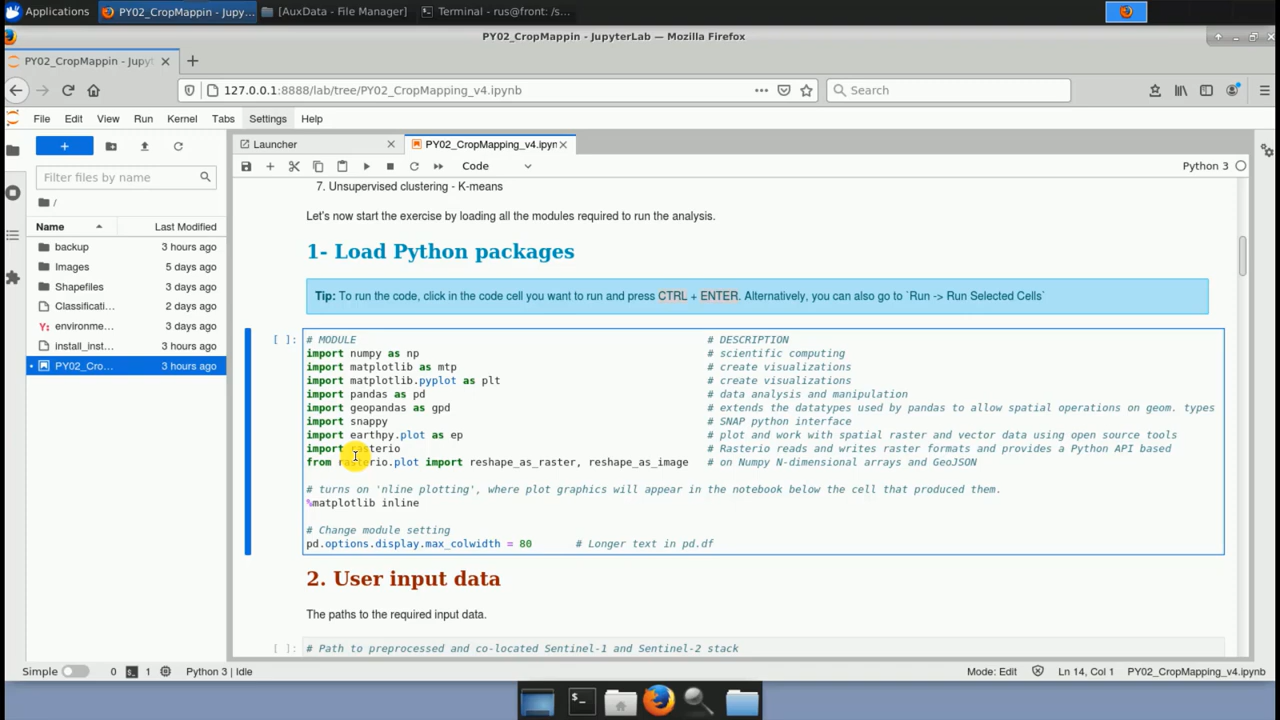 Applications PY02_CropMappin - Jupy... [AuxData - File Manager] Terminal - rus@front: /s...
PY02_CropMappin - JupyterLab — Mozilla Firefox
PY02_CropMappin - Jupyt
127.0.0.1:8888/lab/tree/PY02_CropMapping_v4.ipynb Search
File Edit View Run Kernel Tabs Settings Help
Launcher PY02_CropMapping_v4.ipyn
Code Python 3
Filter files by name
/
Name Last Modified
backup 3 hours ago
Images 5 days ago
Shapefiles 3 hours ago
Classificati... 2 days ago
Y: environme... 3 days ago
install_inst... 3 hours ago
PY02_Cro... 3 hours ago
7. Unsupervised clustering - K-means
Let's now start the exercise by loading all the modules required to run the analysis.
1- Load Python packages
Tip: To run the code, click in the code cell you want to run and press CTRL + ENTER. Alternatively, you can also go to `Run -> Run Selected Cells`
[ ]: # MODULE # DESCRIPTION
import numpy as np # scientific computing
import matplotlib as mtp # create visualizations
import matplotlib.pyplot as plt # create visualizations
import pandas as pd # data analysis and manipulation
import geopandas as gpd # extends the datatypes used by pandas to allow spatial operations on geom. types
import snappy # SNAP python interface
import earthpy.plot as ep # plot and work with spatial raster and vector data using open source tools
import rasterio # Rasterio reads and writes raster formats and provides a Python API based
from rasterio.plot import reshape_as_raster, reshape_as_image # on Numpy N-dimensional arrays and GeoJSON
# turns on 'nline plotting', where plot graphics will appear in the notebook below the cell that produced them.
%matplotlib inline
# Change module setting
pd.options.display.max_colwidth = 80 # Longer text in pd.df
2. User input data
The paths to the required input data.
[ ]: # Path to preprocessed and co-located Sentinel-1 and Sentinel-2 stack
Simple 0 1 Python 3 | Idle Mode: Edit Ln 14, Col 1 PY02_CropMapping_v4.ipynb